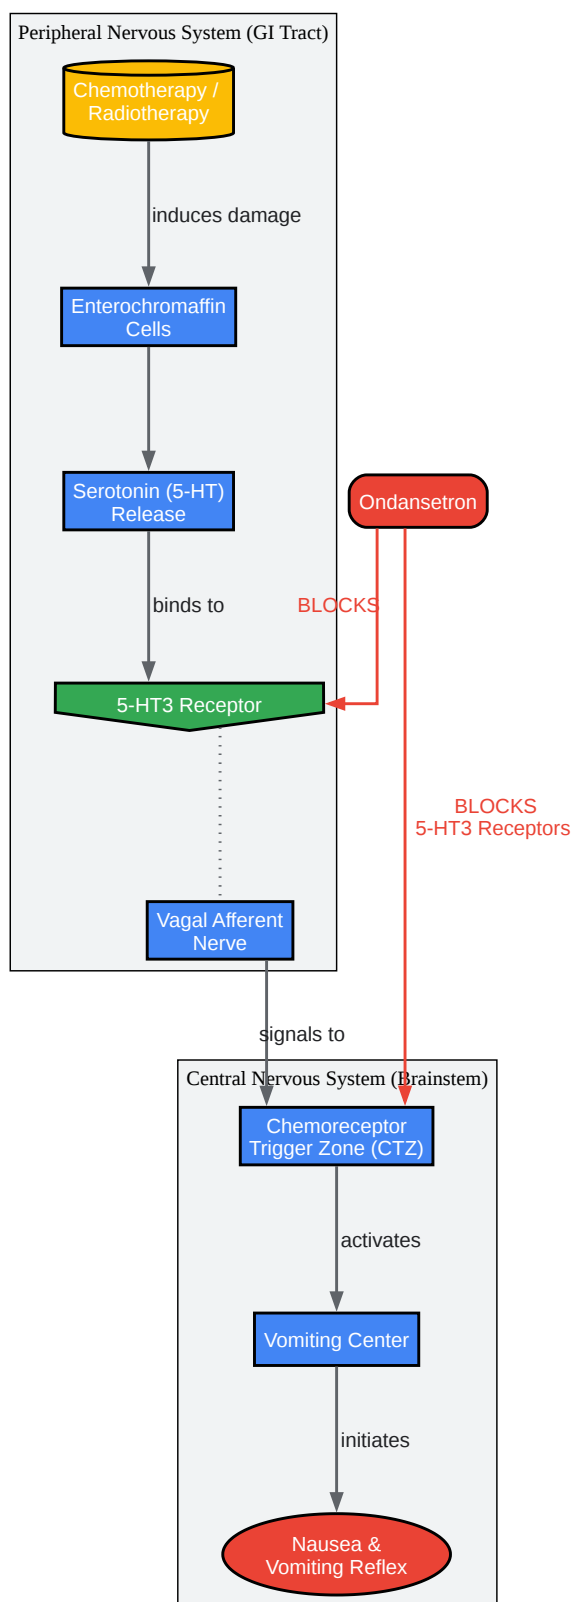 Peripheral Nervous System (GI Tract)
Chemotherapy /
Radiotherapy
induces damage
Enterochromaffin
Cells
Serotonin (5-HT)
Release
Ondansetron
binds to
BLOCKS
5-HT3 Receptor
BLOCKS
5-HT3 Receptors
Vagal Afferent
Nerve
signals to
Central Nervous System (Brainstem)
Chemoreceptor
Trigger Zone (CTZ)
activates
Vomiting Center
initiates
Nausea &
Vomiting Reflex